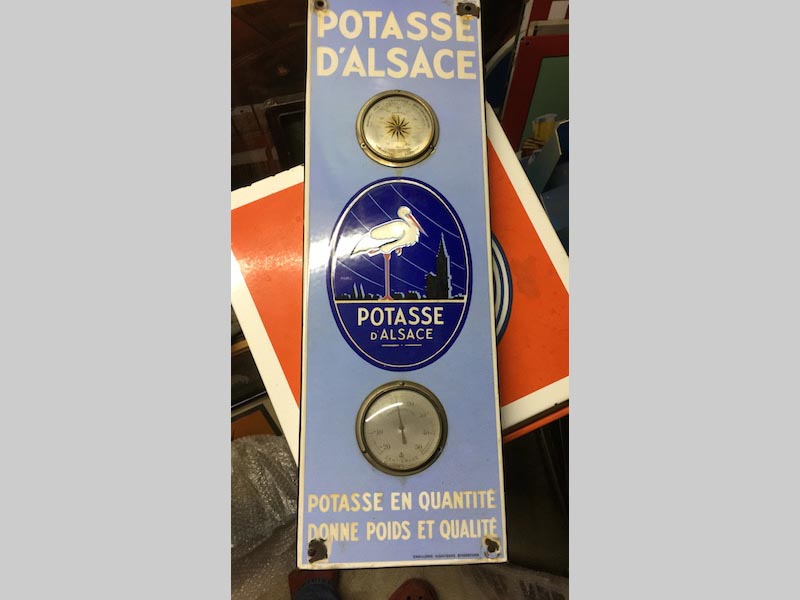 POTASSE
D'ALSACE
POTASSE
D'ALSACE
POTASSE EN QUANTITÉ
DONNE POIDS ET QUALITÉ